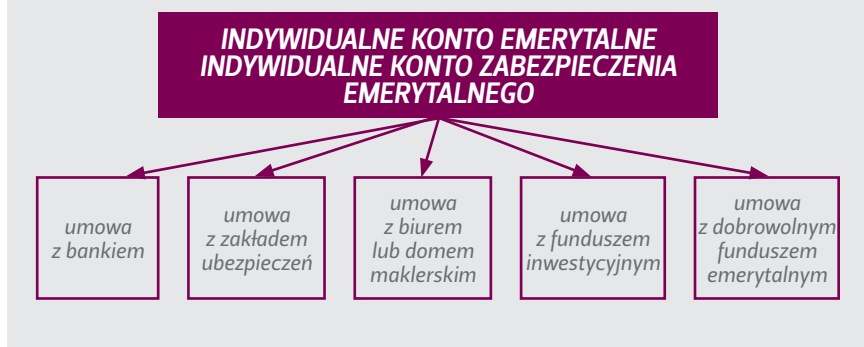 INDYWIDUALNE KONTO EMERYTALNE
INDYWIDUALNE KONTO ZABEZPIECZENIA
EMERYTALNEGO
umowa
z bankiem
umowa
z zakładem
ubezpieczeń
umowa
z biurem
lub domem
maklerskim
umowa
z funduszem
inwestycyjnym
umowa
z dobrowolnym
funduszem
emerytalnym